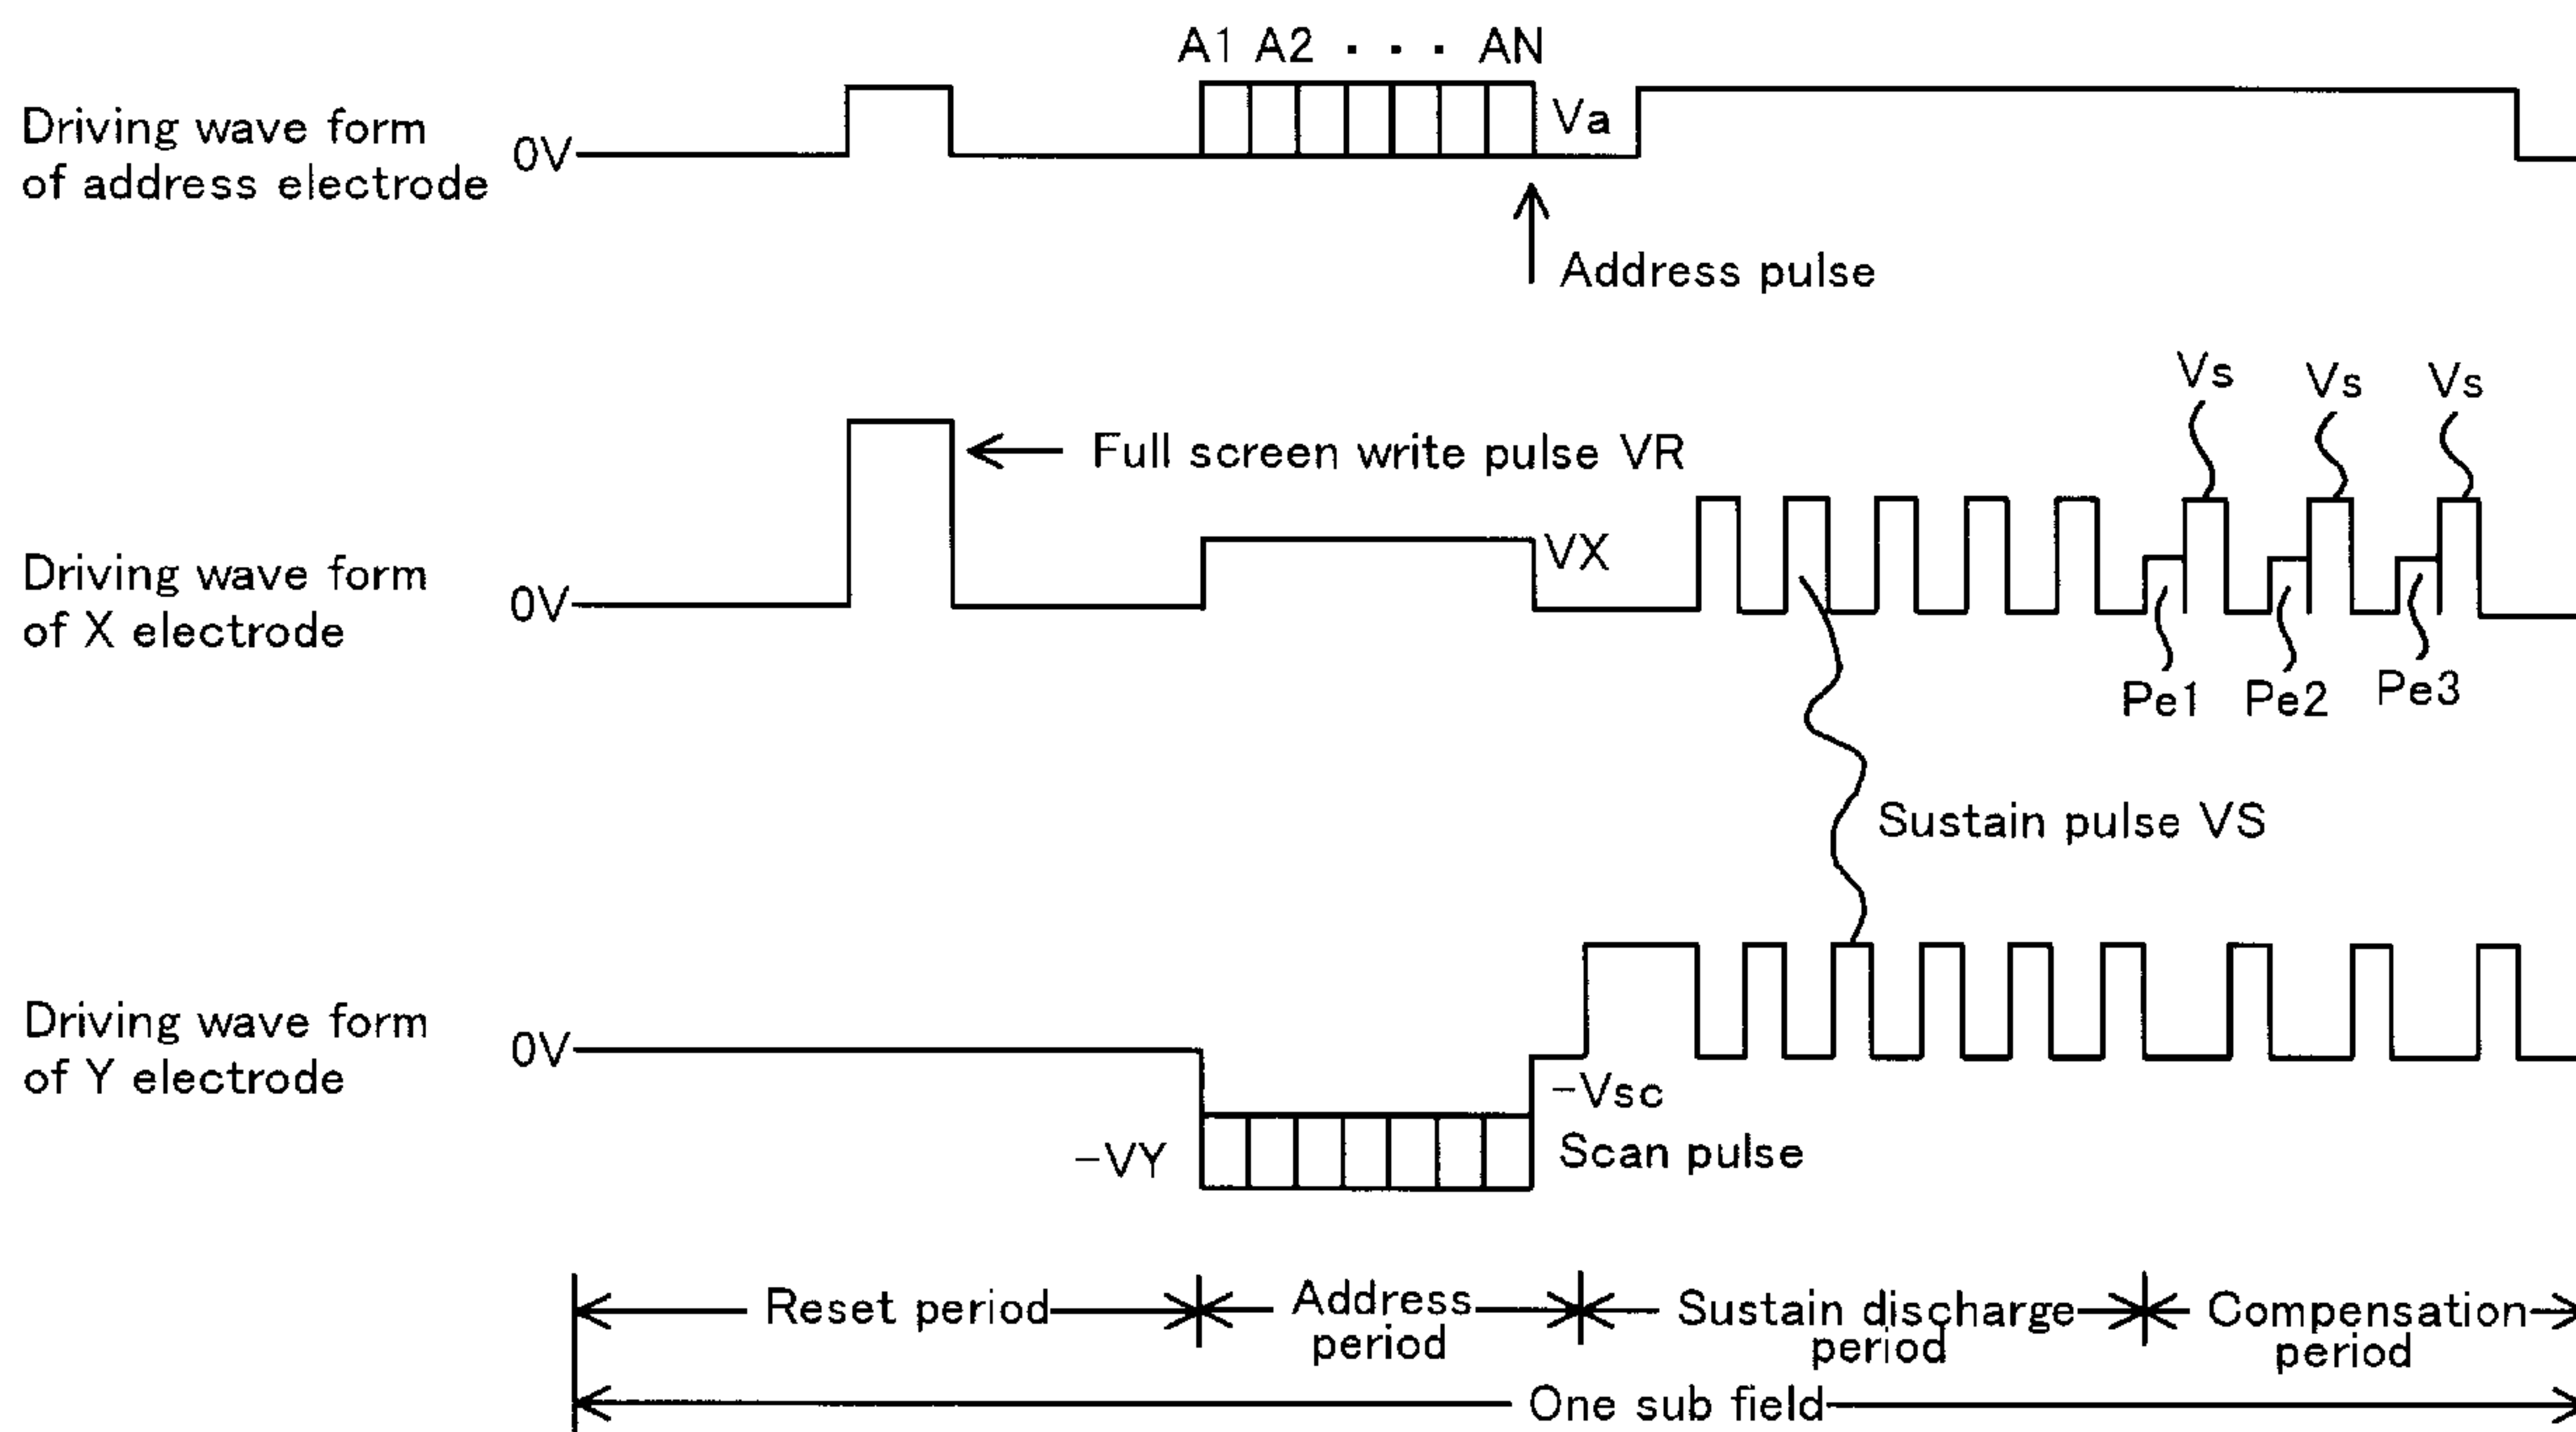 A1 A2 · · · AN
Driving wave form
of address electrode
0V
Va
Address pulse
Vs Vs Vs
Full screen write pulse VR
Driving wave form
of X electrode
0V
VX
Pe1 Pe2 Pe3
Sustain pulse VS
Driving wave form
of Y electrode
0V
-Vsc
-VY
Scan pulse
Reset period
Address
period
Sustain discharge
period
Compensation
period
One sub field